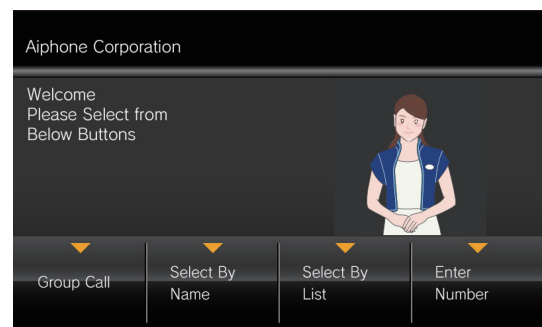 Aiphone Corporation
Welcome
Please Select from
Below Buttons
Group Call
Select By
Name
Select By
List
Enter
Number